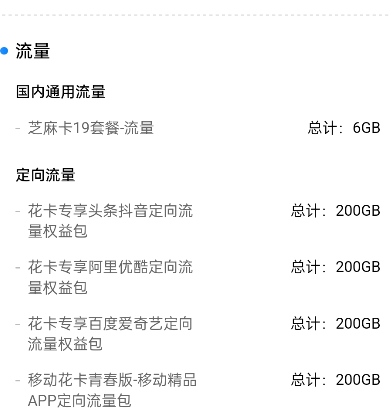 流量
国内通用流量
- 芝麻卡19套餐-流量 总计：6GB
定向流量
- 花卡专享头条抖音定向流 总计：200GB
量权益包
- 花卡专享阿里优酷定向流 总计：200GB
量权益包
- 花卡专享百度爱奇艺定向 总计：200GB
流量权益包
- 移动花卡青春版-移动精品 总计：200GB
APP定向流量包